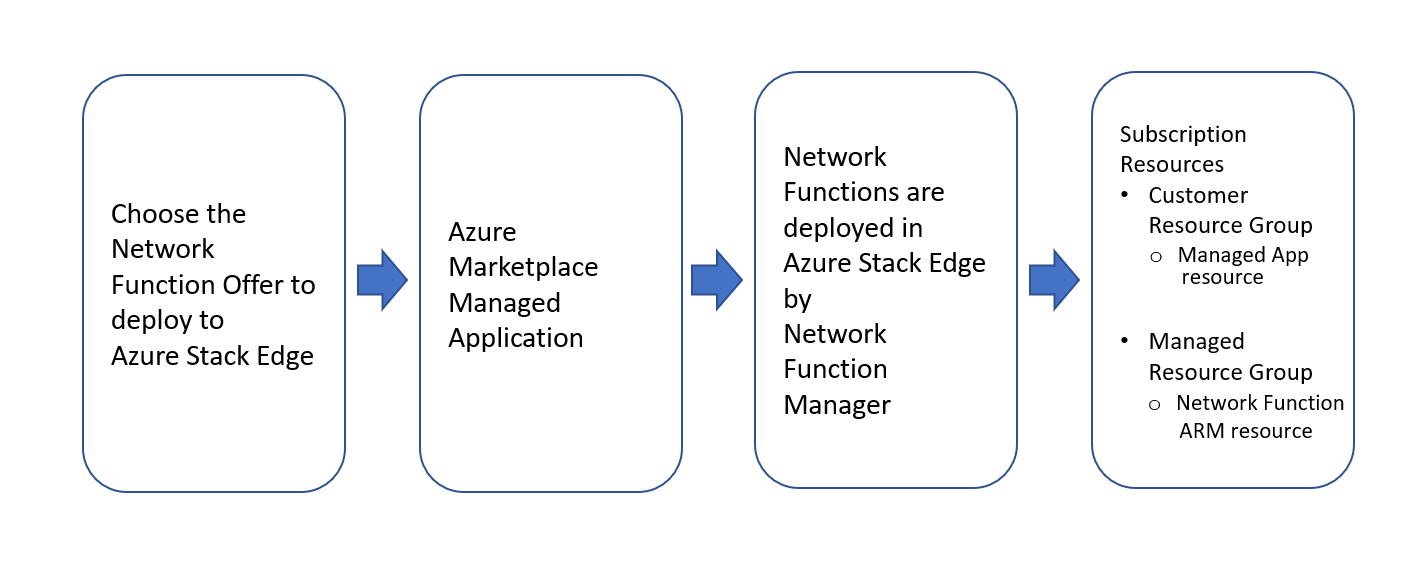 Choose the
Network
Function Offer to
deploy to
Azure Stack Edge
Azure
Marketplace
Managed
Application
Network
Functions are
deployed in
Azure Stack Edge
by
Network
Function
Manager
Subscription
Resources
• Customer
Resource Group
o Managed App
resource
• Managed
Resource Group
o Network Function
ARM resource